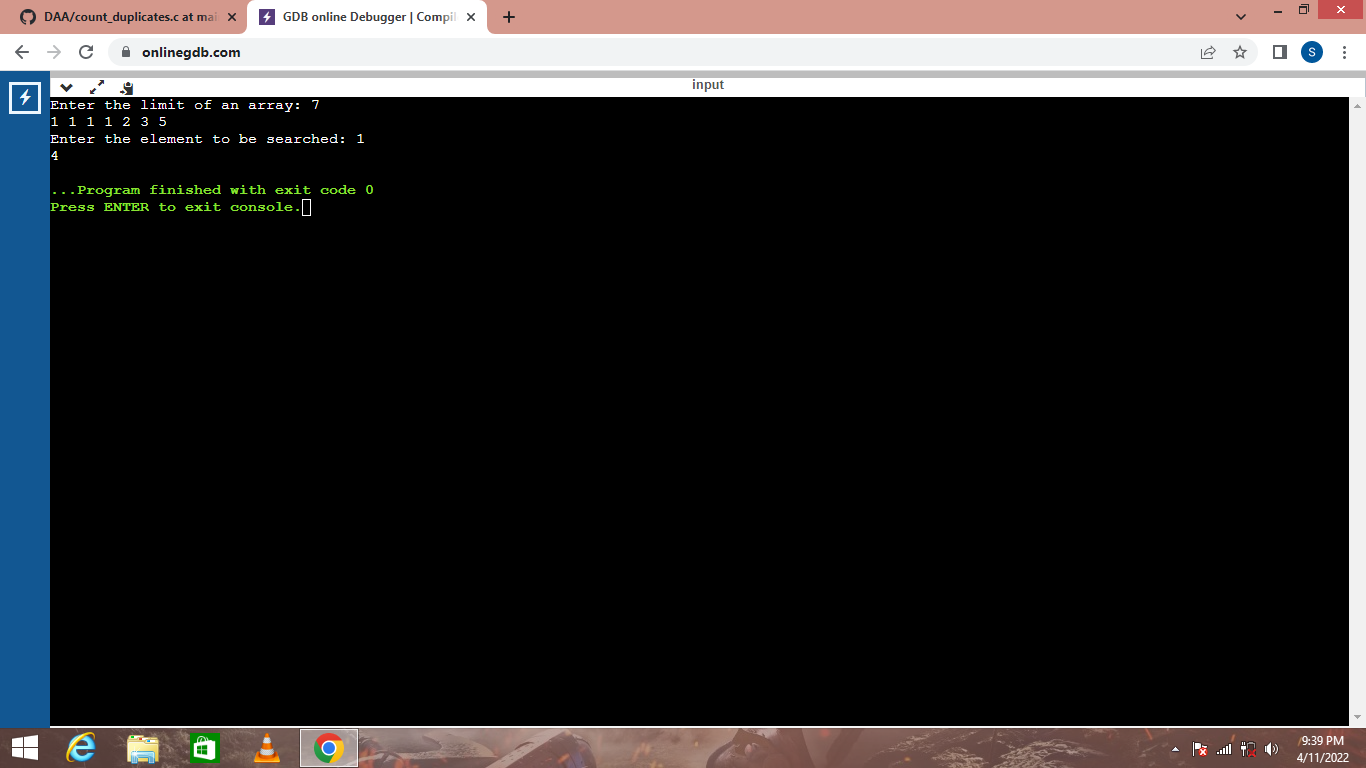 DAA/count_duplicates.c at mai
GDB online Debugger | Compil
onlinegdb.com
S
input
Enter the limit of an array: 7
1 1 1 1 2 3 5
Enter the element to be searched: 1
4
...Program finished with exit code 0
Press ENTER to exit console.
9:39 PM
4/11/2022